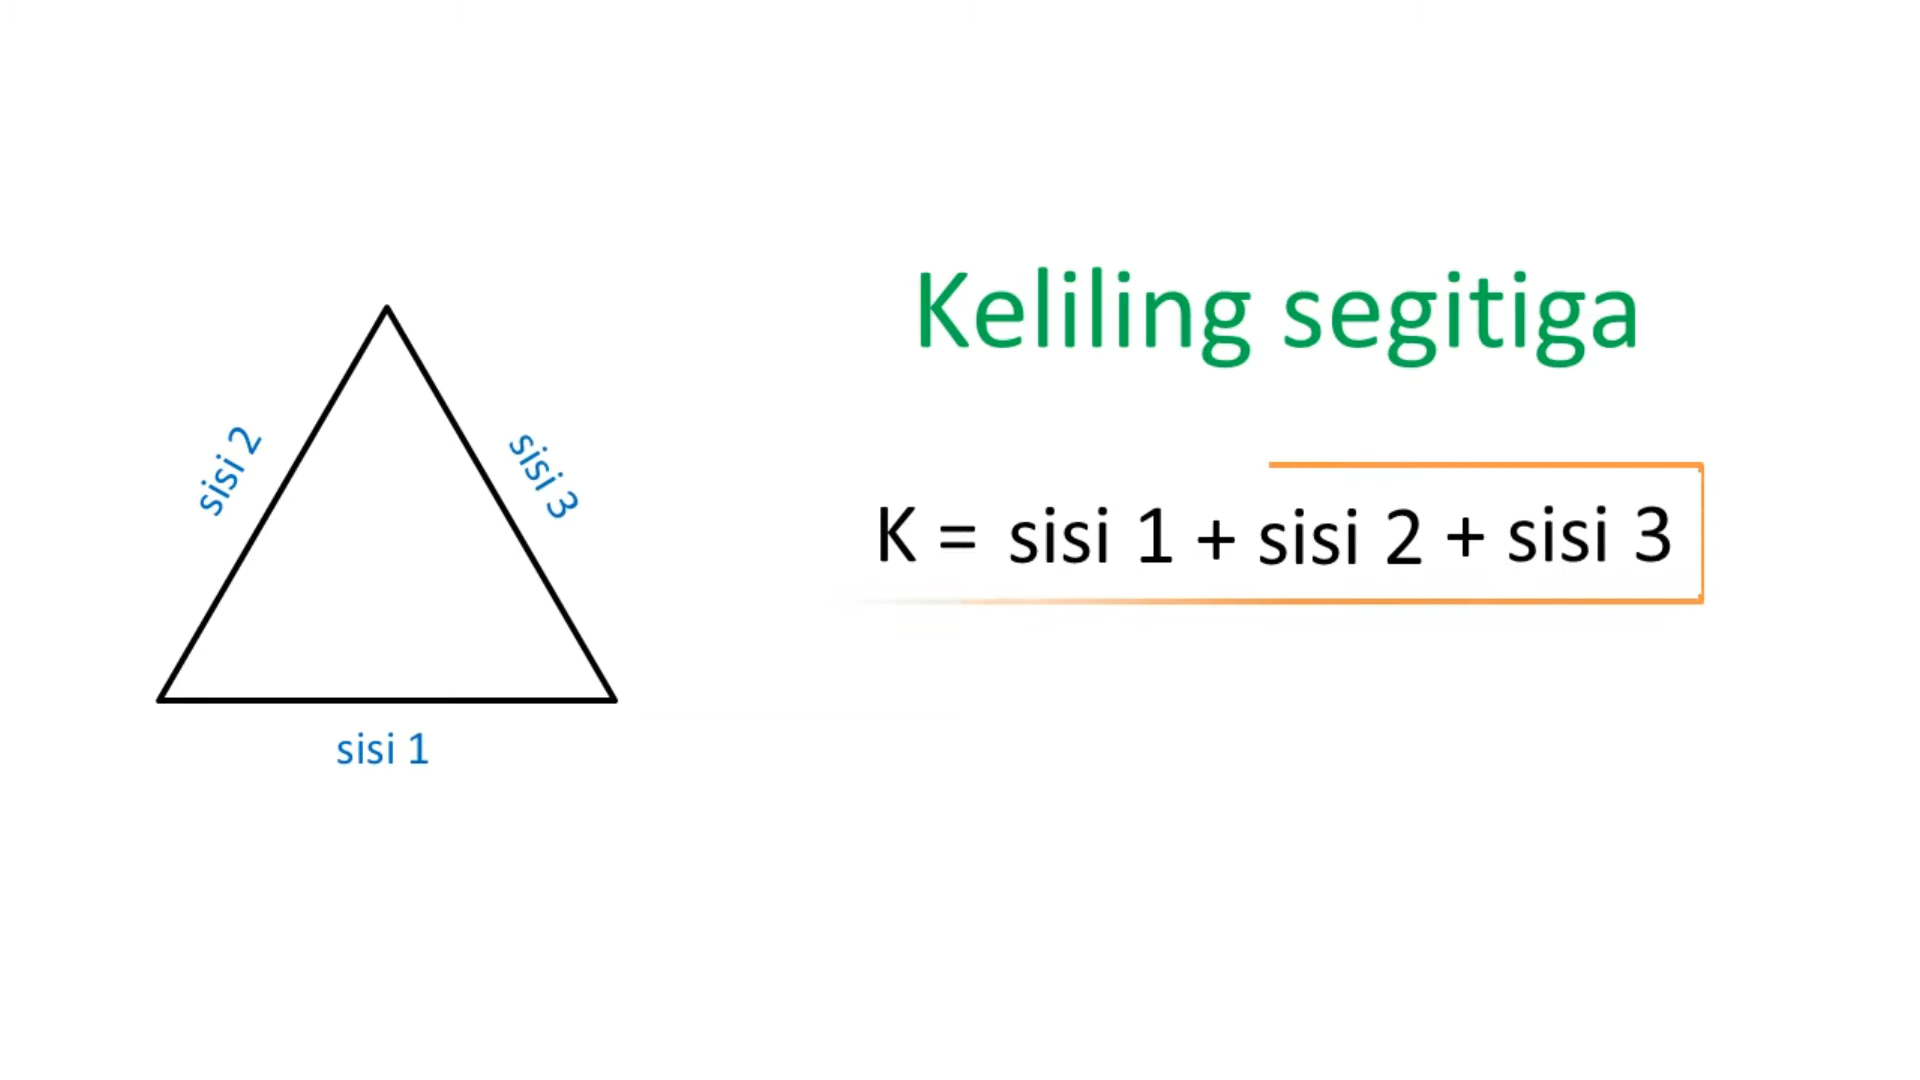 Keliling segitiga
sisi 2
sisi 3
K = sisi 1 + sisi 2 + sisi 3
sisi 1